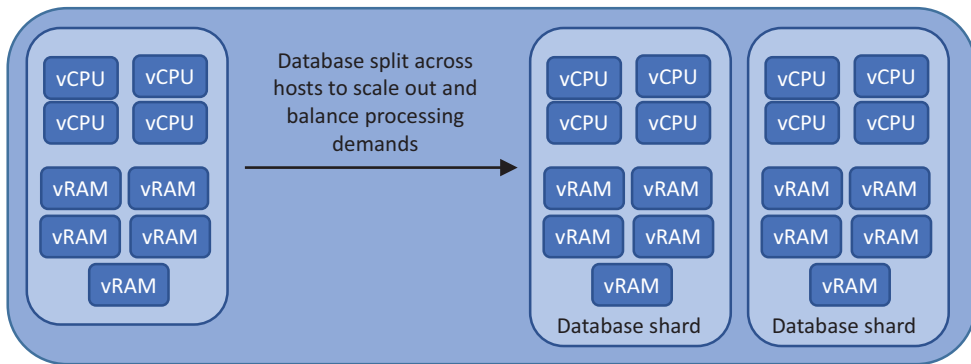 vCPU vCPU
vCPU vCPU
vRAM vRAM
vRAM vRAM
vRAM
Database split across
hosts to scale out and
balance processing
demands
vCPU vCPU
vCPU vCPU
vRAM vRAM
vRAM vRAM
vRAM
Database shard
vCPU vCPU
vCPU vCPU
vRAM vRAM
vRAM vRAM
vRAM
Database shard